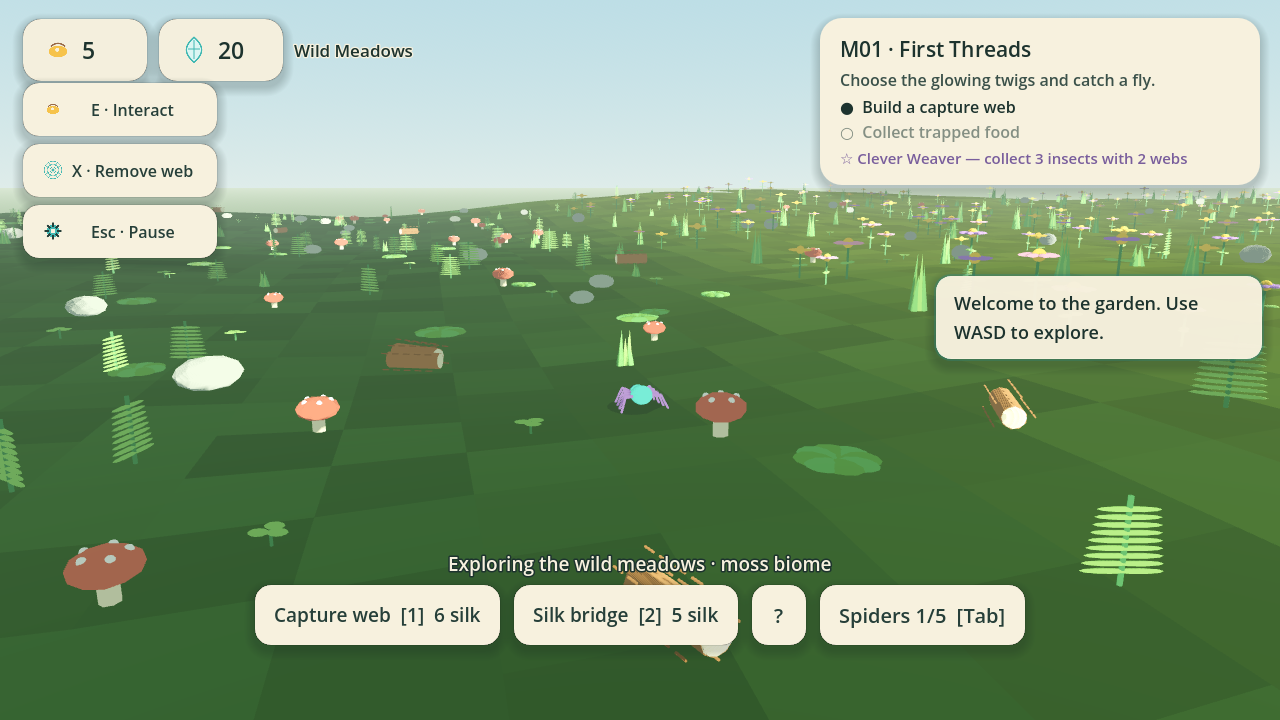 5
20
Wild Meadows
E · Interact
X · Remove web
Esc · Pause
M01 · First Threads
Choose the glowing twigs and catch a fly.
● Build a capture web
○ Collect trapped food
☆ Clever Weaver — collect 3 insects with 2 webs
Welcome to the garden. Use
WASD to explore.
Exploring the wild meadows · moss biome
Capture web [1] 6 silk
Silk bridge [2] 5 silk
?
Spiders 1/5 [Tab]